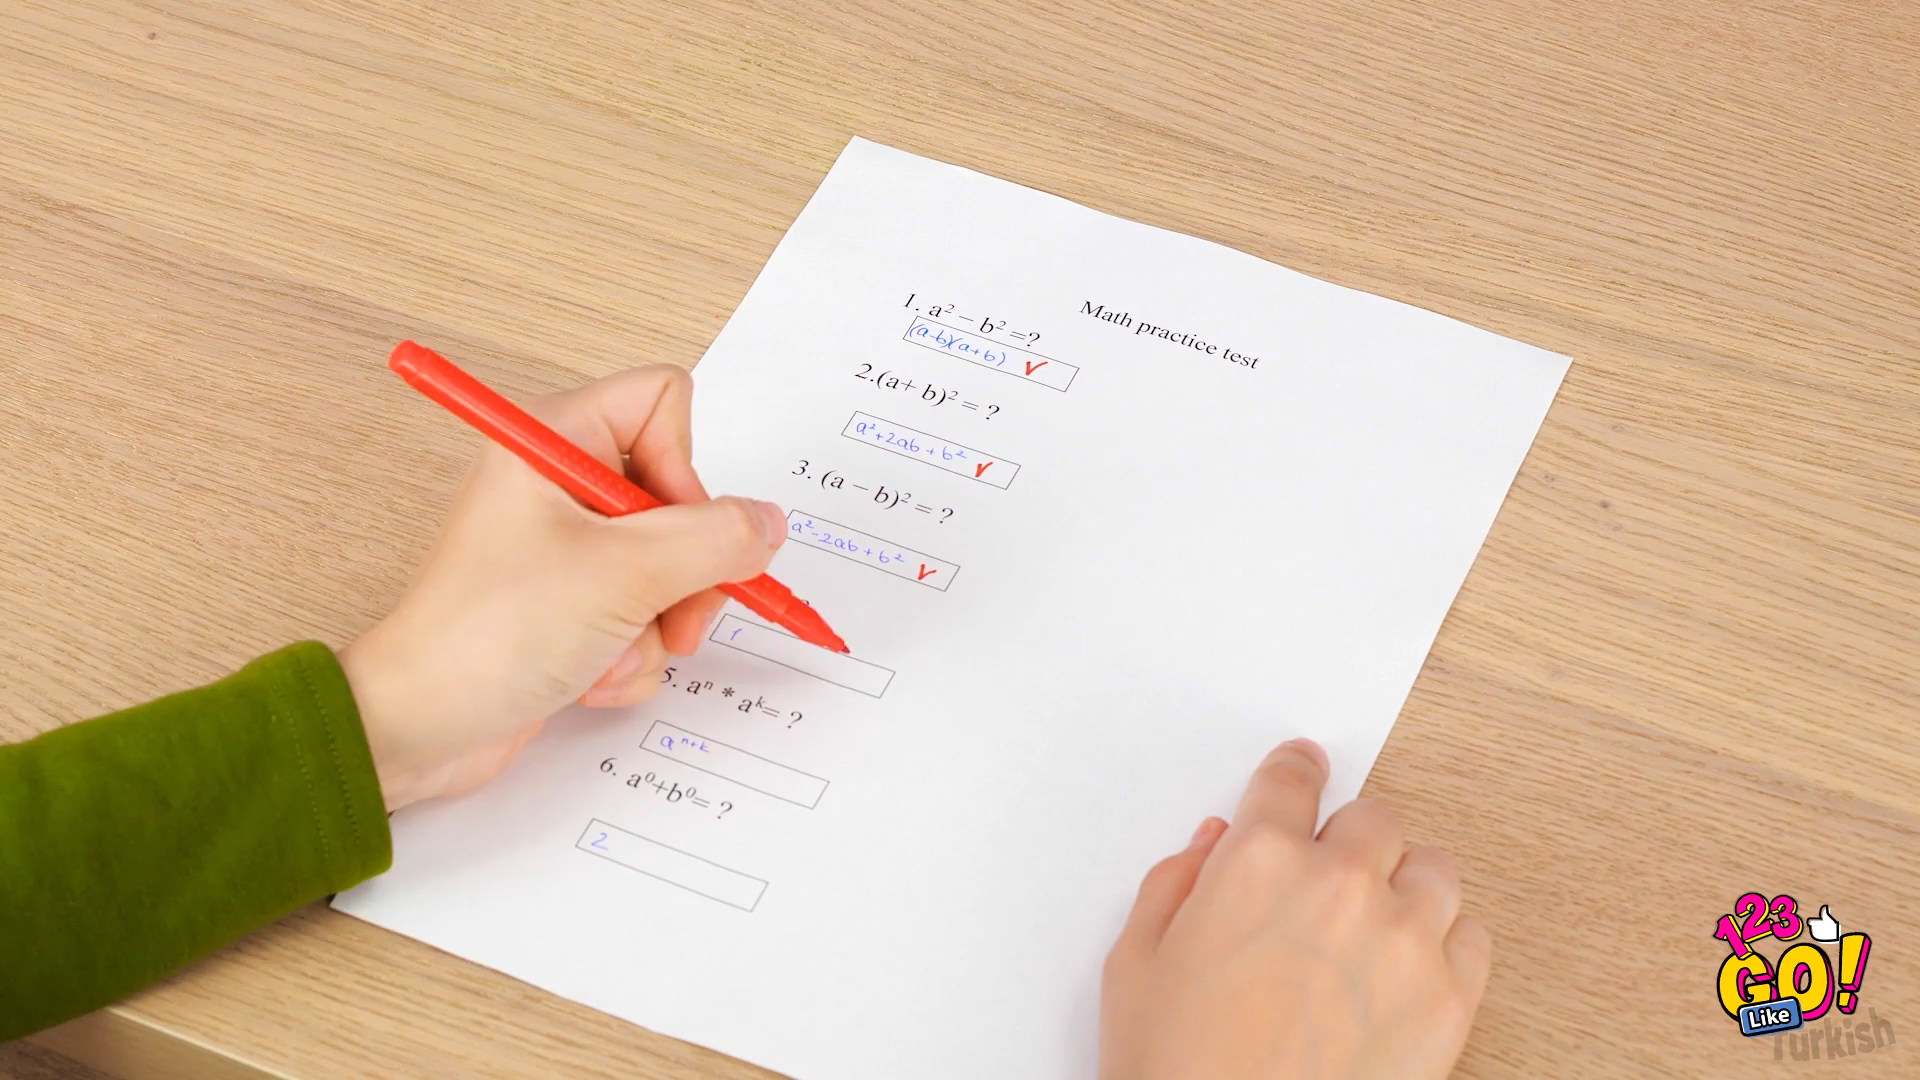 Math practice test
1. a² − b² =?
(a-b)(a+b)
2.(a+ b)² = ?
a²+2ab+b²
3. (a − b)² = ?
a²-2ab+b²
?
1
5. aⁿ * aᵏ= ?
aⁿ⁺ᵏ
6. a⁰+b⁰= ?
2
123
GO!
Like
Turkish